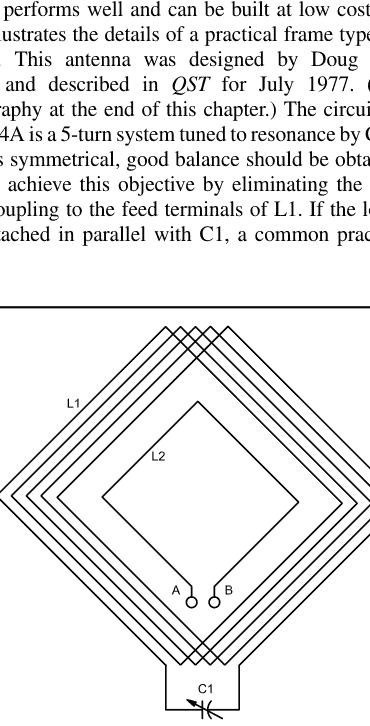 performs well and can be built at low cost
lustrates the details of a practical frame type
. This antenna was designed by Doug
and described in QST for July 1977. (
raphy at the end of this chapter.) The circui
4A is a 5-turn system tuned to resonance by C
s symmetrical, good balance should be obta
achieve this objective by eliminating the
oupling to the feed terminals of L1. If the lo
tached in parallel with C1, a common prac
L1
L2
A B
C1